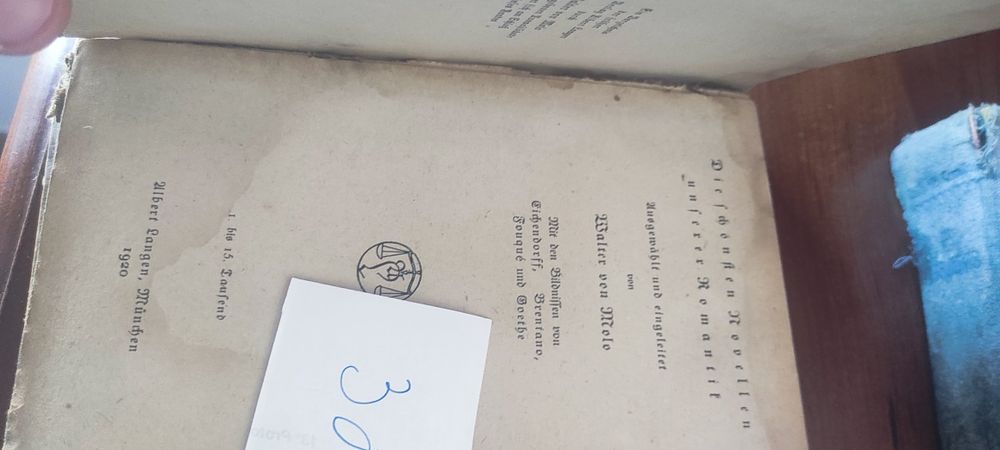 Die schönsten Novellen
unserer Romantik
Ausgewählt und eingeleitet
von
Walter von Molo
Mit den Bildnissen von
Eichendorff, Brentano,
Fouqué und Goethe
1. bis 15. Tausend
Albert Langen, München
1920
30